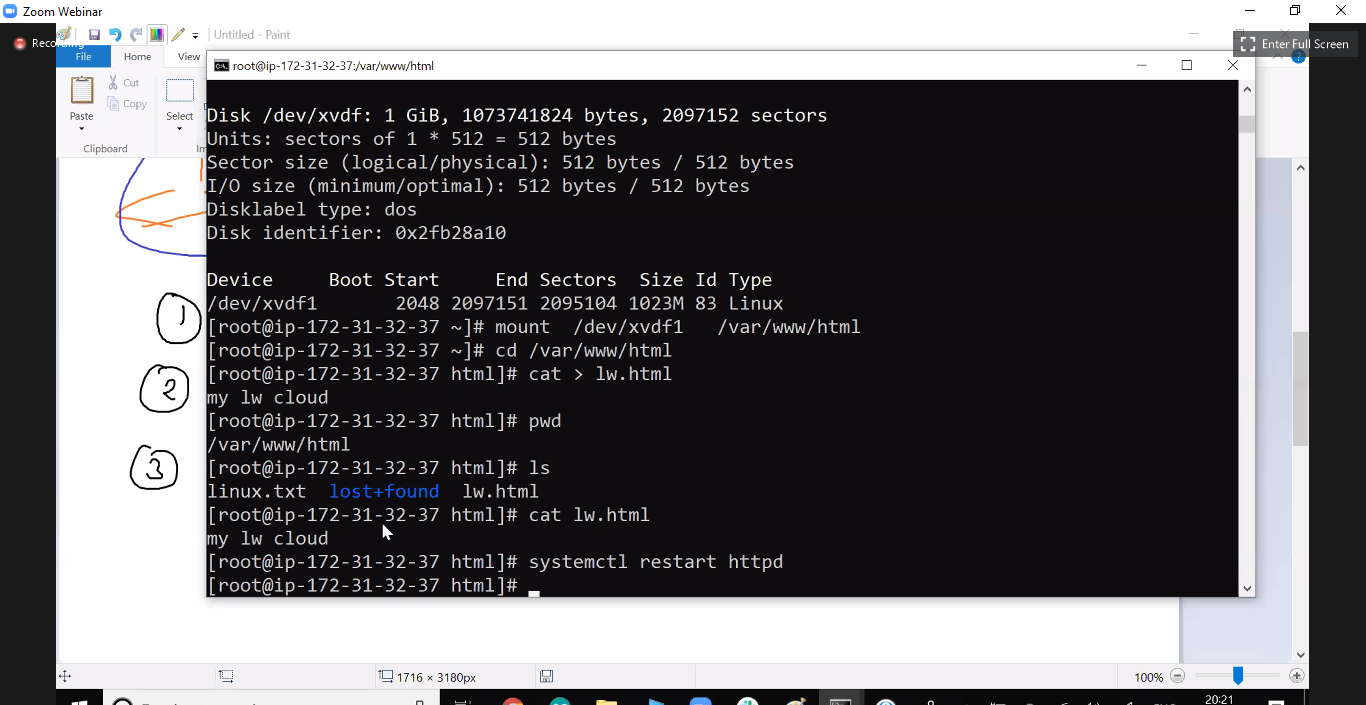 Zoom Webinar
Recording
Untitled - Paint
Enter Full Screen
File Home View
root@ip-172-31-32-37:/var/www/html
Paste
Cut
Copy
Select
Clipboard
Disk /dev/xvdf: 1 GiB, 1073741824 bytes, 2097152 sectors
Units: sectors of 1 * 512 = 512 bytes
Sector size (logical/physical): 512 bytes / 512 bytes
I/O size (minimum/optimal): 512 bytes / 512 bytes
Disklabel type: dos
Disk identifier: 0x2fb28a10
Device Boot Start End Sectors Size Id Type
/dev/xvdf1 2048 2097151 2095104 1023M 83 Linux
[root@ip-172-31-32-37 ~]# mount /dev/xvdf1 /var/www/html
[root@ip-172-31-32-37 ~]# cd /var/www/html
[root@ip-172-31-32-37 html]# cat > lw.html
my lw cloud
[root@ip-172-31-32-37 html]# pwd
/var/www/html
[root@ip-172-31-32-37 html]# ls
linux.txt lost+found lw.html
[root@ip-172-31-32-37 html]# cat lw.html
my lw cloud
[root@ip-172-31-32-37 html]# systemctl restart httpd
[root@ip-172-31-32-37 html]#
1
2
3
1716 × 3180px
100%
20:21